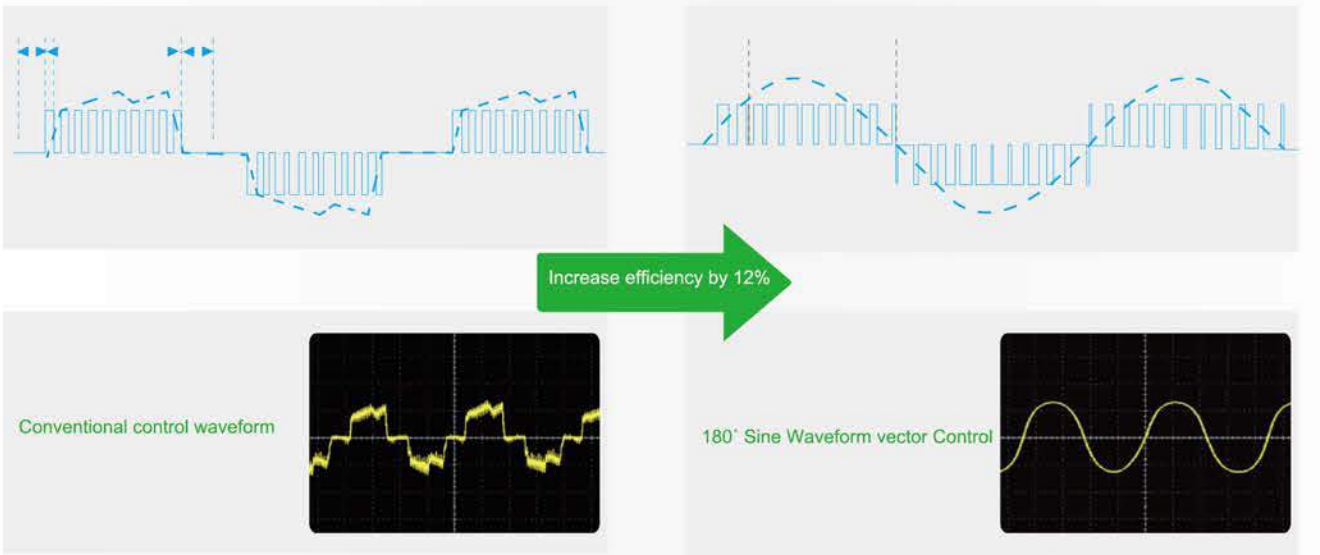 Increase efficiency by 12%
Conventional control waveform
180˚ Sine Waveform vector Control